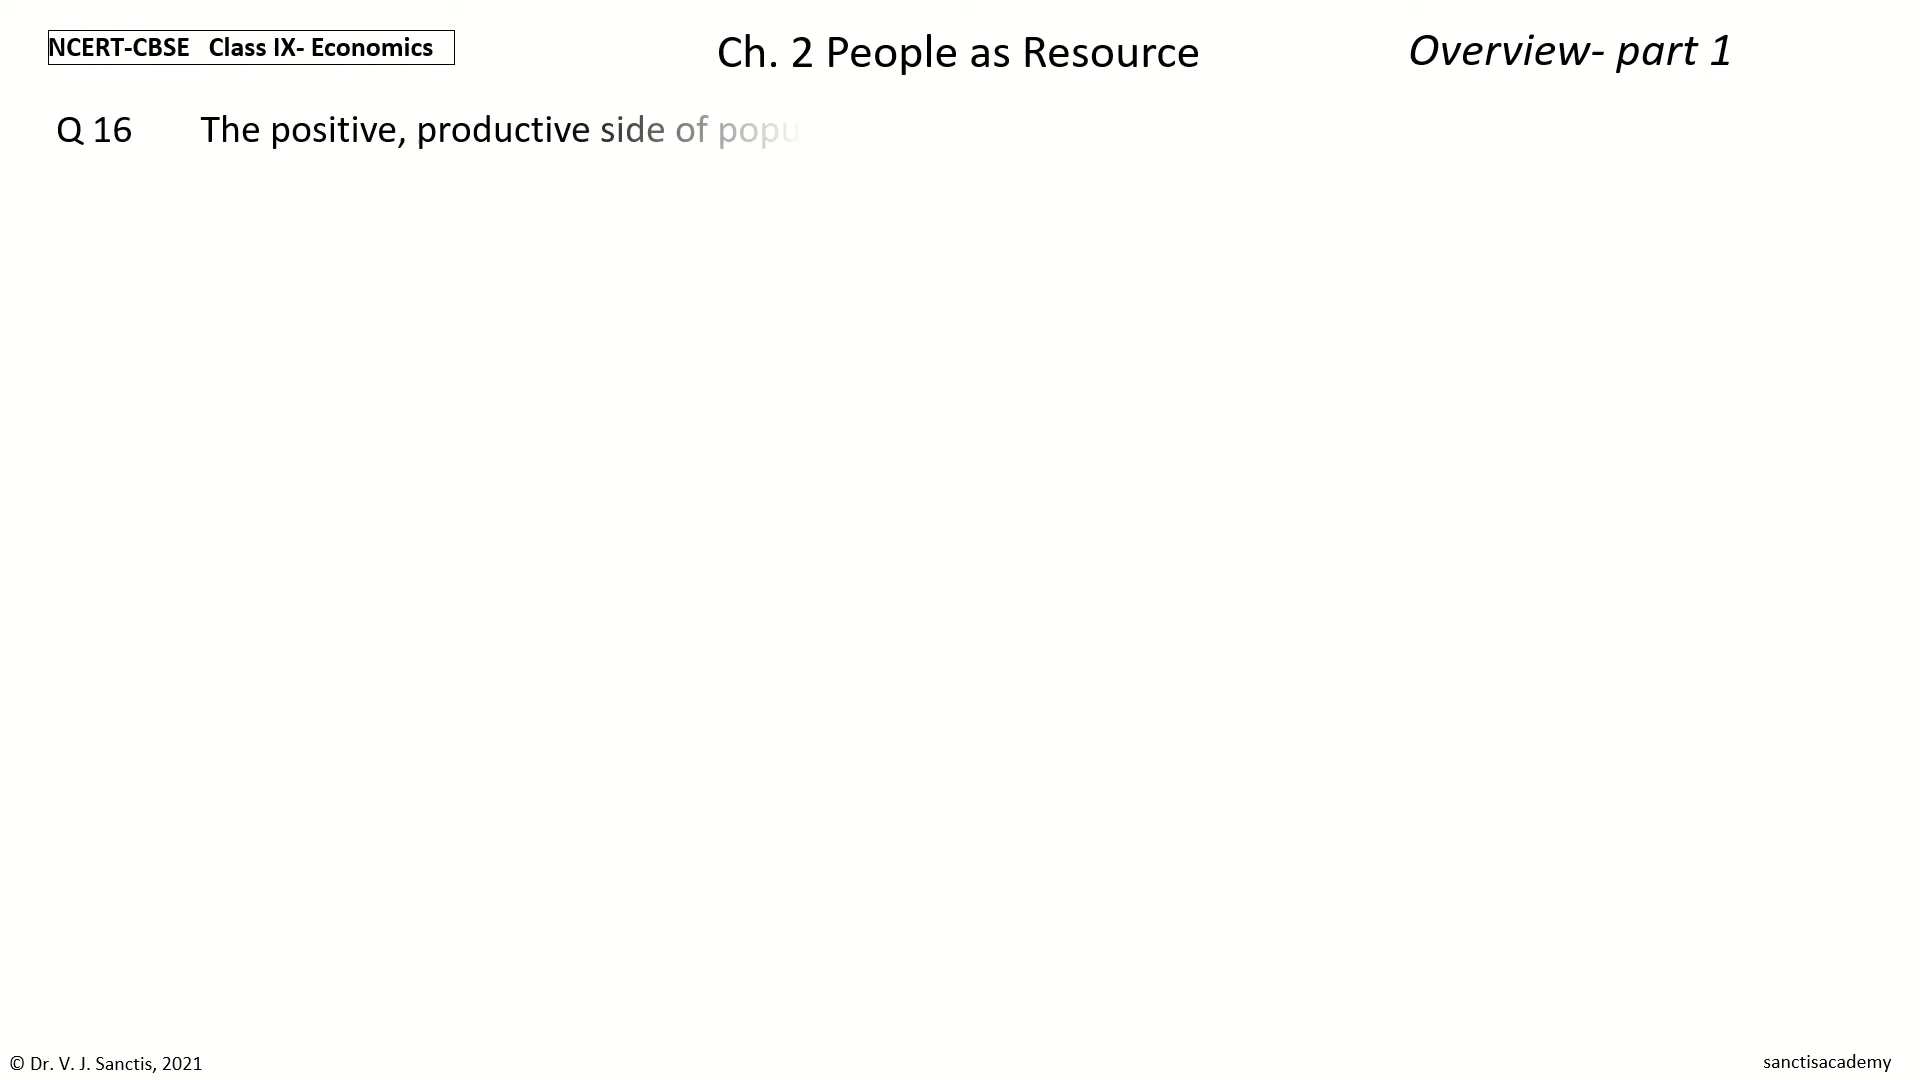 NCERT-CBSE Class IX- Economics
Ch. 2 People as Resource
Overview- part 1
Q 16 The positive, productive side of popu
© Dr. V. J. Sanctis, 2021
sanctisacademy